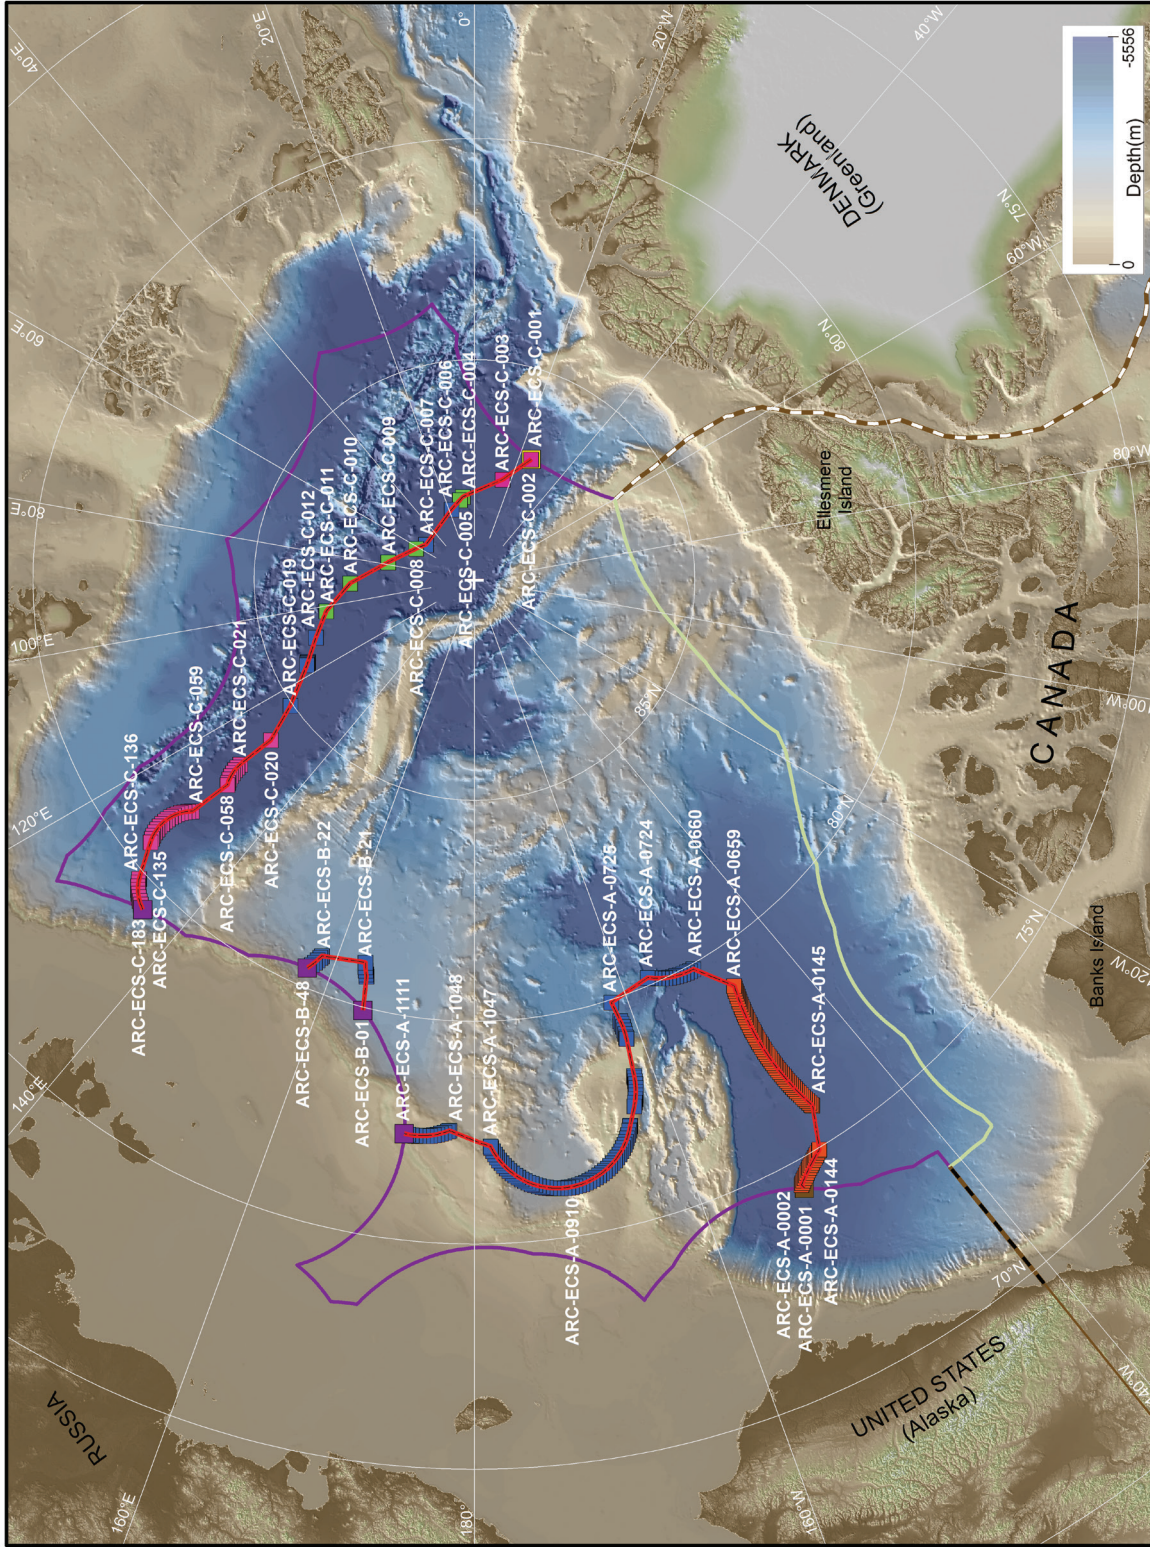 40°E
20°E
0°
20°W
40°W
60°E
80°E
100°E
120°E
140°E
160°E
180°
160°W
140°W
120°W
100°W
80°W
60°W
75°N
80°N
85°N
80°N
75°N
70°N
RUSSIA
UNITED STATES
(Alaska)
CANADA
DENMARK
(Greenland)
Ellesmere
Island
Banks Island
0
-5556
Depth(m)
ARC-ECS-C-183
ARC-ECS-C-135
ARC-ECS-C-136
ARC-ECS-C-059
ARC-ECS-C-058
ARC-ECS-C-021
ARC-ECS-C-020
ARC-ECS-C-019
ARC-ECS-C-012
ARC-ECS-C-011
ARC-ECS-C-010
ARC-ECS-C-009
ARC-ECS-C-008
ARC-ECS-C-007
ARC-ECS-C-006
ARC-ECS-C-005
ARC-ECS-C-004
ARC-ECS-C-003
ARC-ECS-C-002
ARC-ECS-C-001
ARC-ECS-B-48
ARC-ECS-B-22
ARC-ECS-B-21
ARC-ECS-B-01
ARC-ECS-A-1111
ARC-ECS-A-1048
ARC-ECS-A-1047
ARC-ECS-A-0910
ARC-ECS-A-0725
ARC-ECS-A-0724
ARC-ECS-A-0660
ARC-ECS-A-0659
ARC-ECS-A-0145
ARC-ECS-A-0002
ARC-ECS-A-0001
ARC-ECS-A-0144